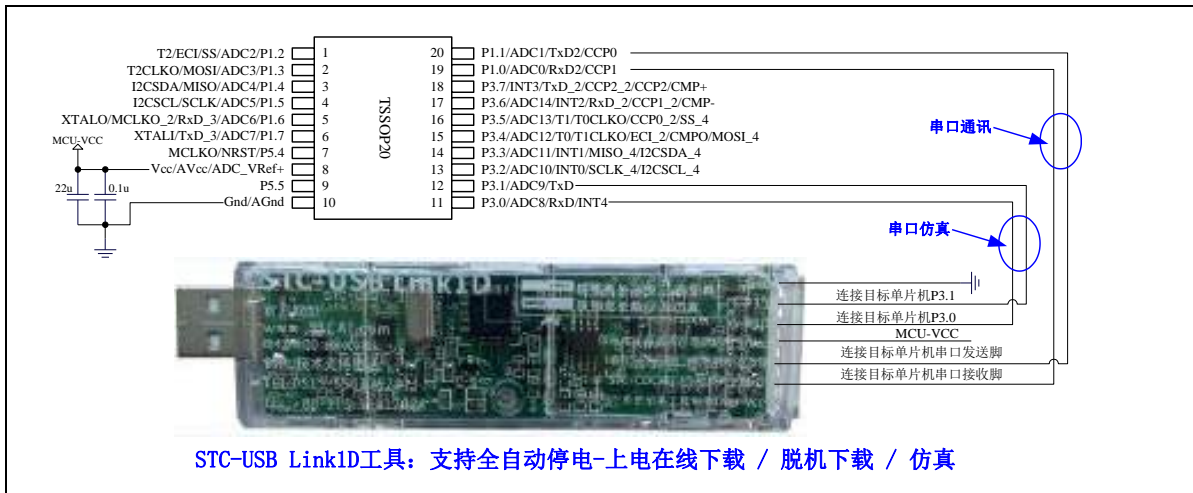 T2/ECI/SS/ADC2/P1.2 1
T2CLKO/MOSI/ADC3/P1.3 2
I2CSDA/MISO/ADC4/P1.4 3
I2CSCL/SCLK/ADC5/P1.5 4
XTALO/MCLKO_2/RxD_3/ADC6/P1.6 5
XTALI/TxD_3/ADC7/P1.7 6
MCLKO/NRST/P5.4 7
Vcc/AVcc/ADC_VRef+ 8
P5.5 9
Gnd/AGnd 10
MCU-VCC
22u 0.1u
TSSOP20
20 P1.1/ADC1/TxD2/CCP0
19 P1.0/ADC0/RxD2/CCP1
18 P3.7/INT3/TxD_2/CCP2_2/CCP2/CMP+
17 P3.6/ADC14/INT2/RxD_2/CCP1_2/CMP-
16 P3.5/ADC13/T1/T0CLKO/CCP0_2/SS_4
15 P3.4/ADC12/T0/T1CLKO/ECI_2/CMPO/MOSI_4
14 P3.3/ADC11/INT1/MISO_4/I2CSDA_4
13 P3.2/ADC10/INT0/SCLK_4/I2CSCL_4
12 P3.1/ADC9/TxD
11 P3.0/ADC8/RxD/INT4
串口通讯
串口仿真
STC-USB Link1D
连接目标单片机P3.1
连接目标单片机P3.0
MCU-VCC
连接目标单片机串口发送脚
连接目标单片机串口接收脚
STC-USB Link1D工具：支持全自动停电-上电在线下载 / 脱机下载 / 仿真